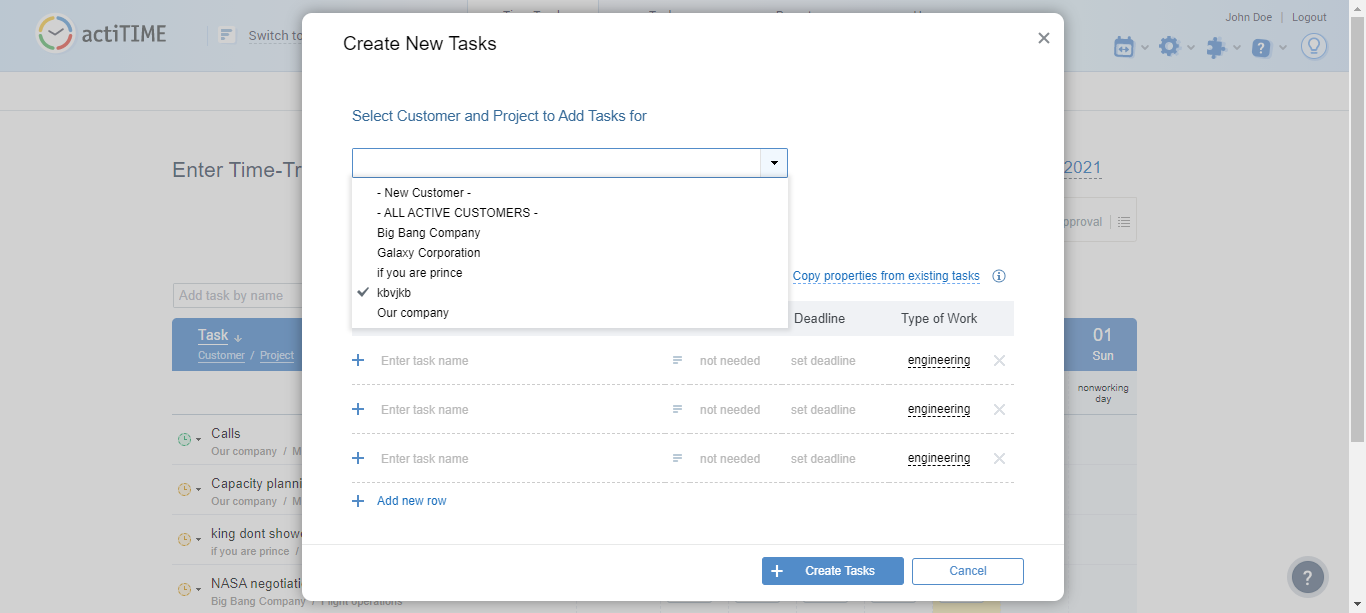 John Doe | Logout
actiTIME
Switch to
Create New Tasks
Select Customer and Project to Add Tasks for
Enter Time-Tr
2021
- New Customer -
- ALL ACTIVE CUSTOMERS -
Big Bang Company
Galaxy Corporation
if you are prince
kbvjkb
Our company
pproval
Copy properties from existing tasks
Add task by name
Deadline
Type of Work
Task ↓
Customer / Project
01
Sun
Enter task name not needed set deadline engineering
nonworking
day
Enter task name not needed set deadline engineering
Calls
Our company / M
Enter task name not needed set deadline engineering
Capacity planni
Our company / M
Add new row
king dont showe
if you are prince /
Create Tasks
Cancel
NASA negotiati
Big Bang Company / Flight operations
?